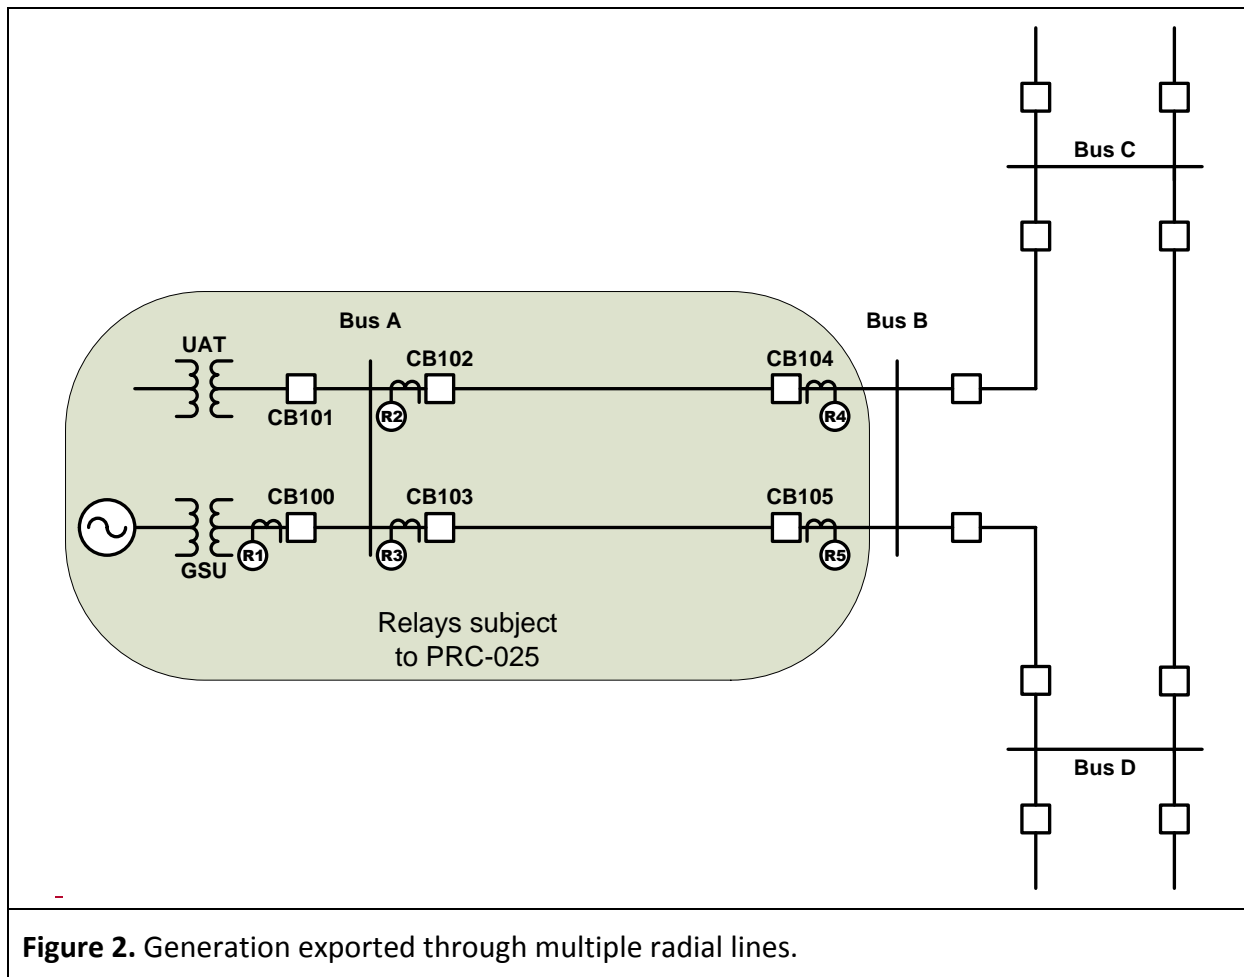 Bus C
Bus A
Bus B
UAT
CB102
CB104
CB101
R2
R4
CB100
CB103
CB105
R1
R3
R5
GSU
Relays subject
to PRC-025
Bus D
Figure 2. Generation exported through multiple radial lines.